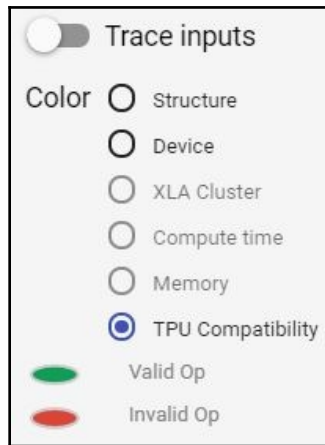 Trace inputs
Color
Structure
Device
XLA Cluster
Compute time
Memory
TPU Compatibility
Valid Op
Invalid Op